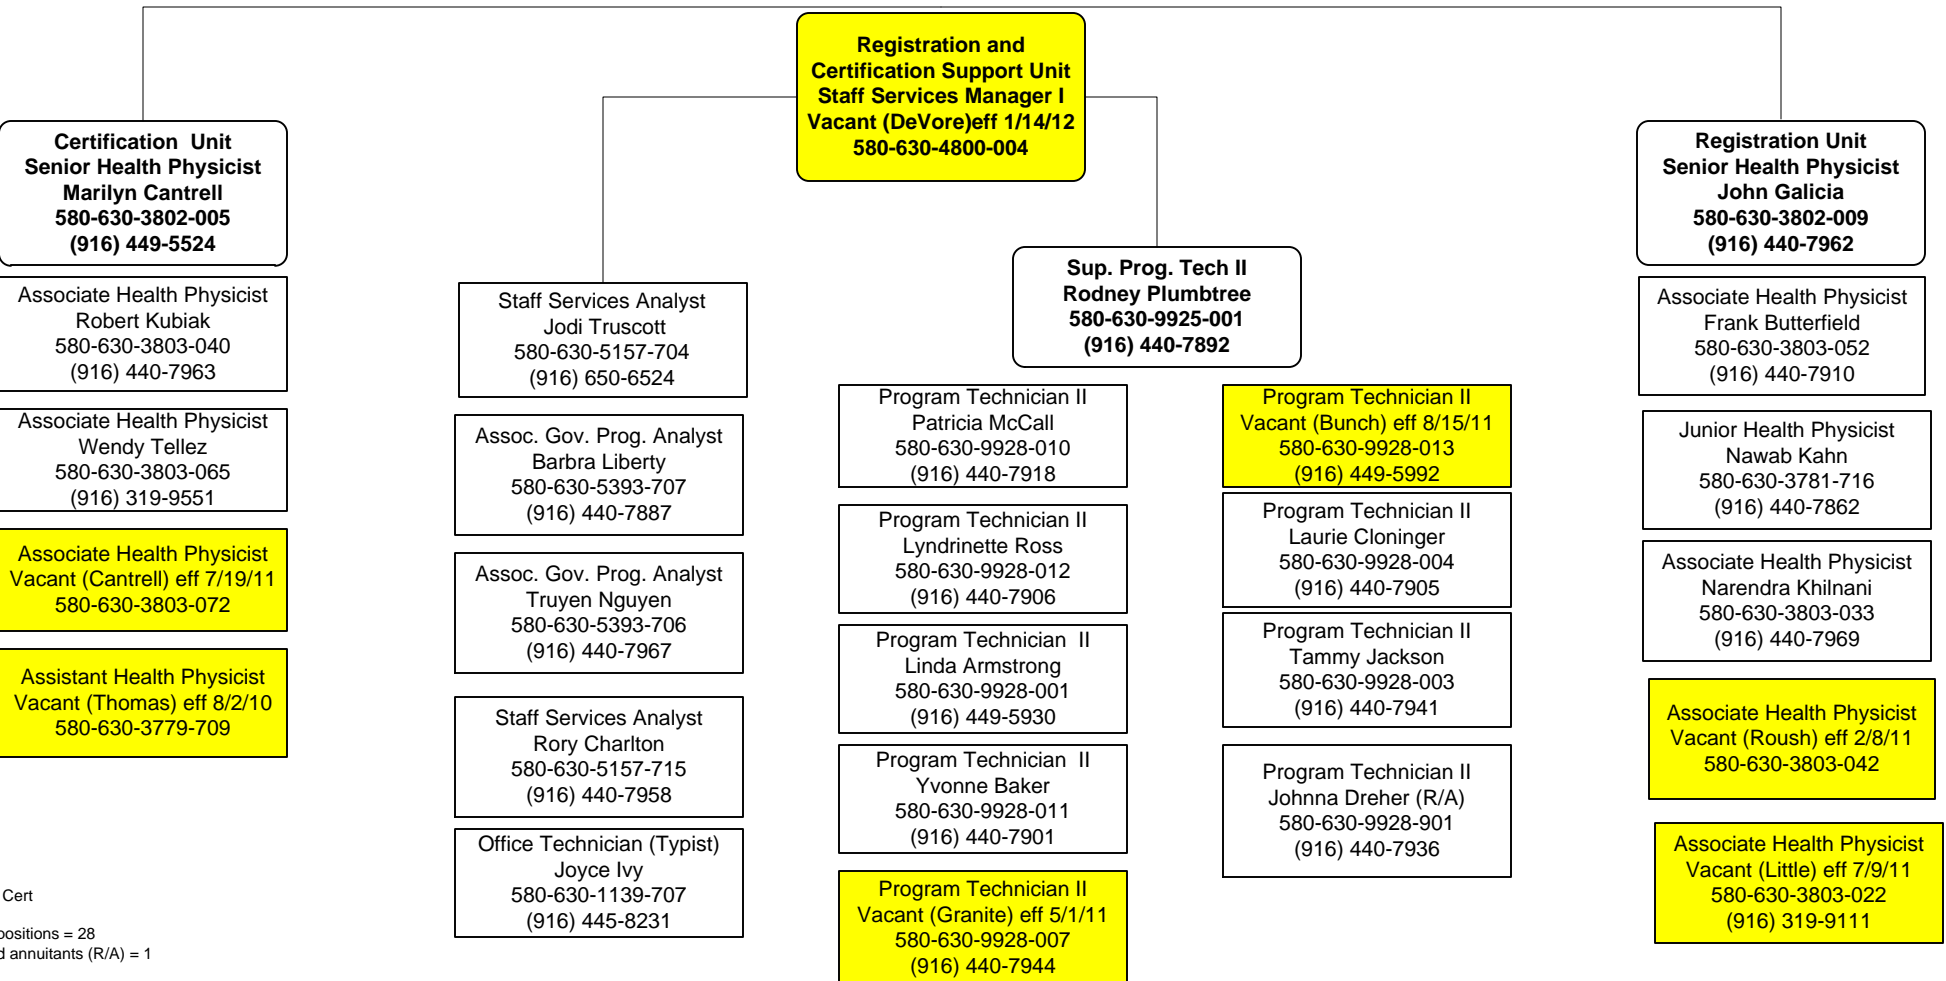 Registration and
Certification Support Unit
Staff Services Manager I
Vacant (DeVore)eff 1/14/12
580-630-4800-004
Certification Unit
Senior Health Physicist
Marilyn Cantrell
580-630-3802-005
(916) 449-5524
Associate Health Physicist
Robert Kubiak
580-630-3803-040
(916) 440-7963
Associate Health Physicist
Wendy Tellez
580-630-3803-065
(916) 319-9551
Associate Health Physicist
Vacant (Cantrell) eff 7/19/11
580-630-3803-072
Assistant Health Physicist
Vacant (Thomas) eff 8/2/10
580-630-3779-709
Staff Services Analyst
Jodi Truscott
580-630-5157-704
(916) 650-6524
Assoc. Gov. Prog. Analyst
Barbra Liberty
580-630-5393-707
(916) 440-7887
Assoc. Gov. Prog. Analyst
Truyen Nguyen
580-630-5393-706
(916) 440-7967
Staff Services Analyst
Rory Charlton
580-630-5157-715
(916) 440-7958
Office Technician (Typist)
Joyce Ivy
580-630-1139-707
(916) 445-8231
Sup. Prog. Tech II
Rodney Plumbtree
580-630-9925-001
(916) 440-7892
Program Technician II
Patricia McCall
580-630-9928-010
(916) 440-7918
Program Technician II
Lyndrinette Ross
580-630-9928-012
(916) 440-7906
Program Technician II
Linda Armstrong
580-630-9928-001
(916) 449-5930
Program Technician II
Yvonne Baker
580-630-9928-011
(916) 440-7901
Program Technician II
Vacant (Granite) eff 5/1/11
580-630-9928-007
(916) 440-7944
Program Technician II
Vacant (Bunch) eff 8/15/11
580-630-9928-013
(916) 449-5992
Program Technician II
Laurie Cloninger
580-630-9928-004
(916) 440-7905
Program Technician II
Tammy Jackson
580-630-9928-003
(916) 440-7941
Program Technician II
Johnna Dreher (R/A)
580-630-9928-901
(916) 440-7936
Registration Unit
Senior Health Physicist
John Galicia
580-630-3802-009
(916) 440-7962
Associate Health Physicist
Frank Butterfield
580-630-3803-052
(916) 440-7910
Junior Health Physicist
Nawab Kahn
580-630-3781-716
(916) 440-7862
Associate Health Physicist
Narendra Khilnani
580-630-3803-033
(916) 440-7969
Associate Health Physicist
Vacant (Roush) eff 2/8/11
580-630-3803-042
Associate Health Physicist
Vacant (Little) eff 7/9/11
580-630-3803-022
(916) 319-9111
Cert
positions = 28
d annuitants (R/A) = 1